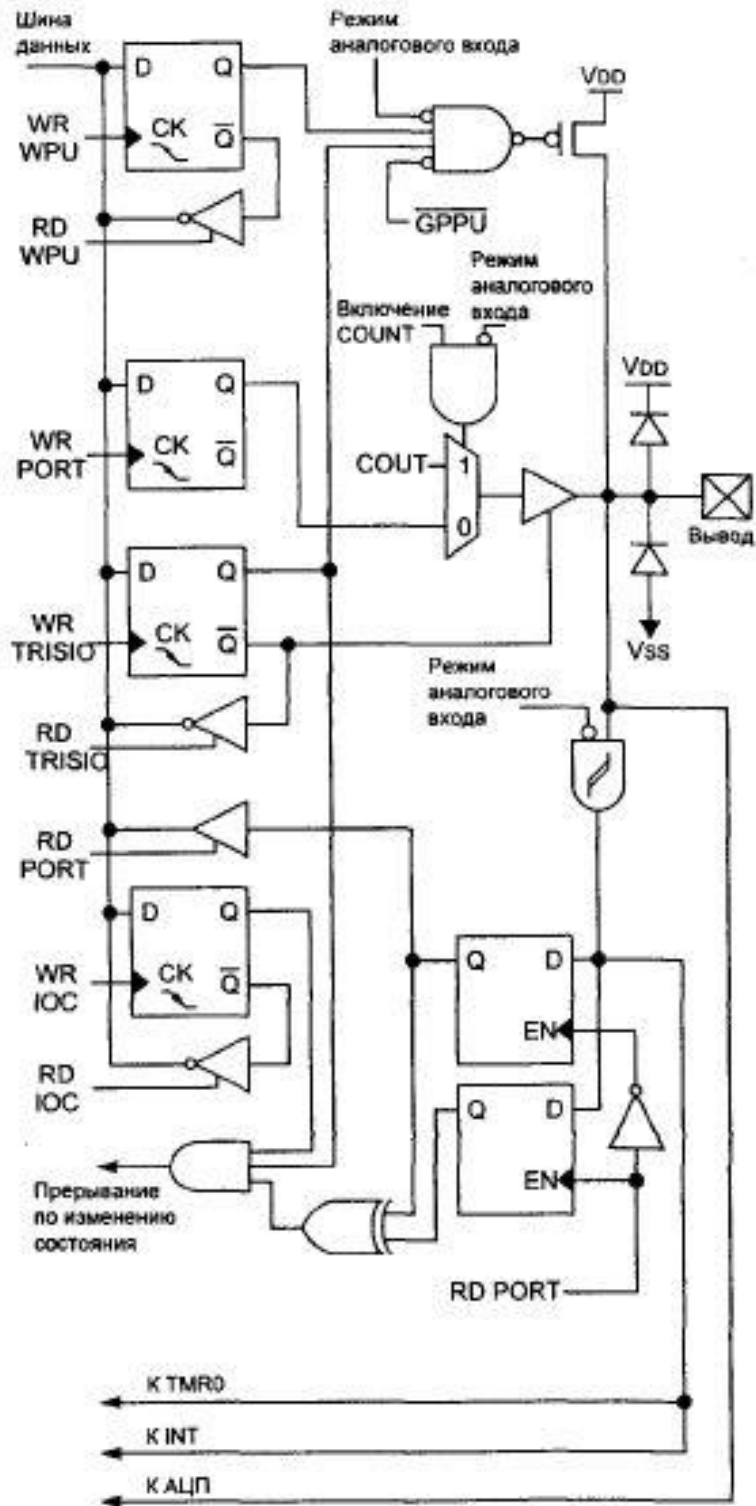 Шина
данных
D Q
WR
WPU
CK Q
RD
WPU
Режим
аналогового входа
VDD
GPPU
Режим
аналогового
входа
Включение
COUNT
D Q
WR
PORT
CK Q
COUT
1
0
VDD
Вывод
VSS
D Q
WR
TRISIO
CK Q
RD
TRISIO
Режим
аналогового
входа
RD
PORT
D Q
WR
IOC
CK Q
RD
IOC
Q D
EN
Q D
EN
Прерывание
по изменению
состояния
RD PORT
К TMR0
К INT
К АЦП